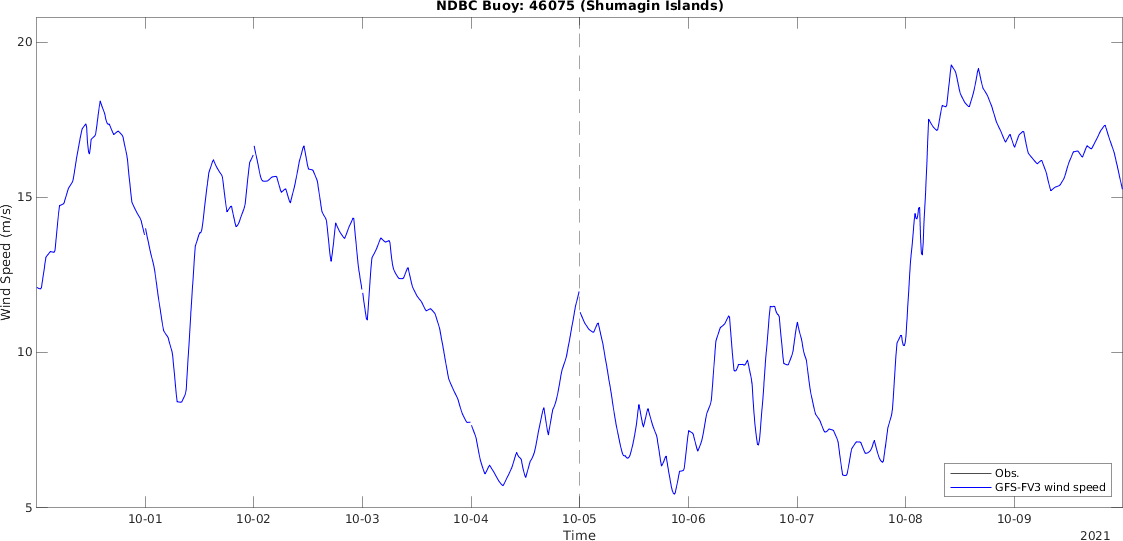 NDBC Buoy: 46075 (Shumagin Islands)
20
15
10
5
Wind Speed (m/s)
Obs.
GFS-FV3 wind speed
10-01 10-02 10-03 10-04 10-05 10-06 10-07 10-08 10-09
Time
2021